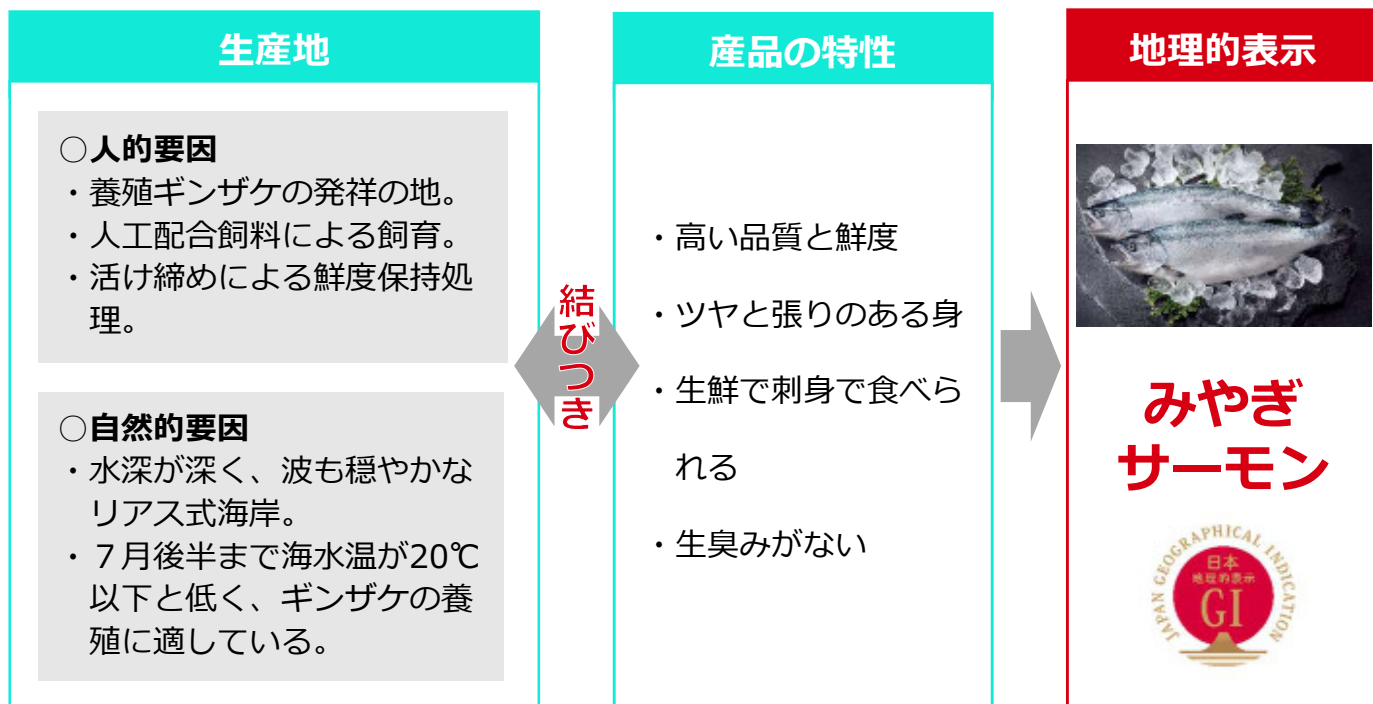 生産地
○人的要因
・養殖ギンザケの発祥の地。
・人工配合飼料による飼育。
・活け締めによる鮮度保持処
理。
○自然的要因
・水深が深く、波も穏やかな
リアス式海岸。
・７月後半まで海水温が20℃
以下と低く、ギンザケの養
殖に適している。
結びつき
産品の特性
・高い品質と鮮度
・ツヤと張りのある身
・生鮮で刺身で食べら
れる
・生臭みがない
地理的表示
みやぎ
サーモン
JAPAN GEOGRAPHICAL INDICATION
日本
地理的表示
GI